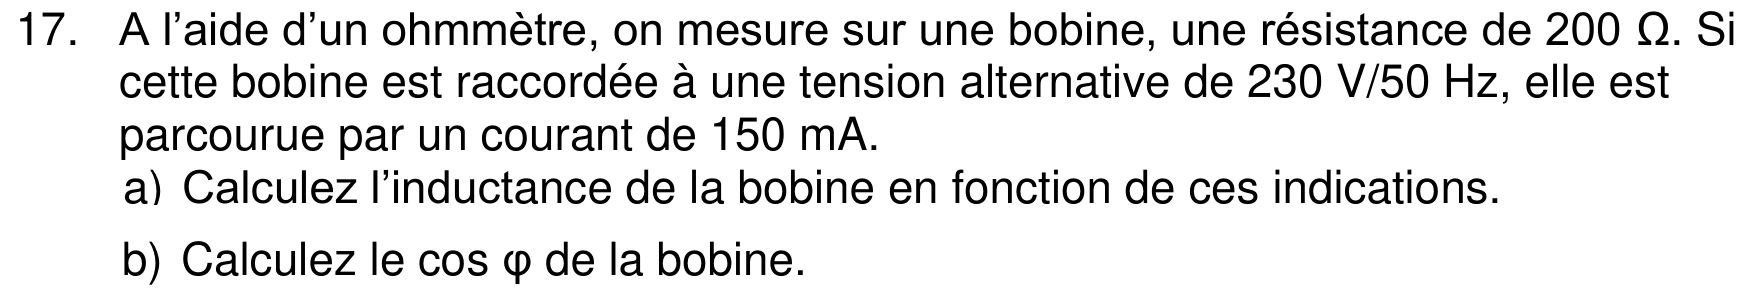 17. A l’aide d’un ohmmètre, on mesure sur une bobine, une résistance de 200 Ω. Si
cette bobine est raccordée à une tension alternative de 230 V/50 Hz, elle est
parcourue par un courant de 150 mA.
a) Calculez l’inductance de la bobine en fonction de ces indications.
b) Calculez le cos φ de la bobine.